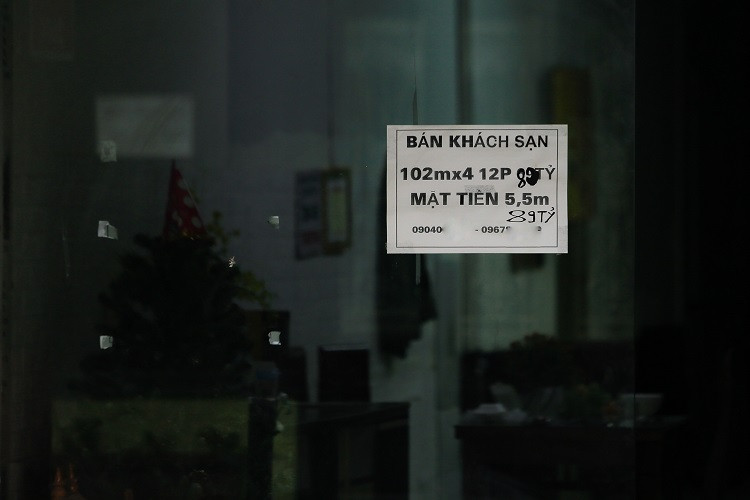 BÁN KHÁCH SẠN
102mx4 12P TỶ
MẶT TIỀN 5,5m
89TỶ
09040 - 0967